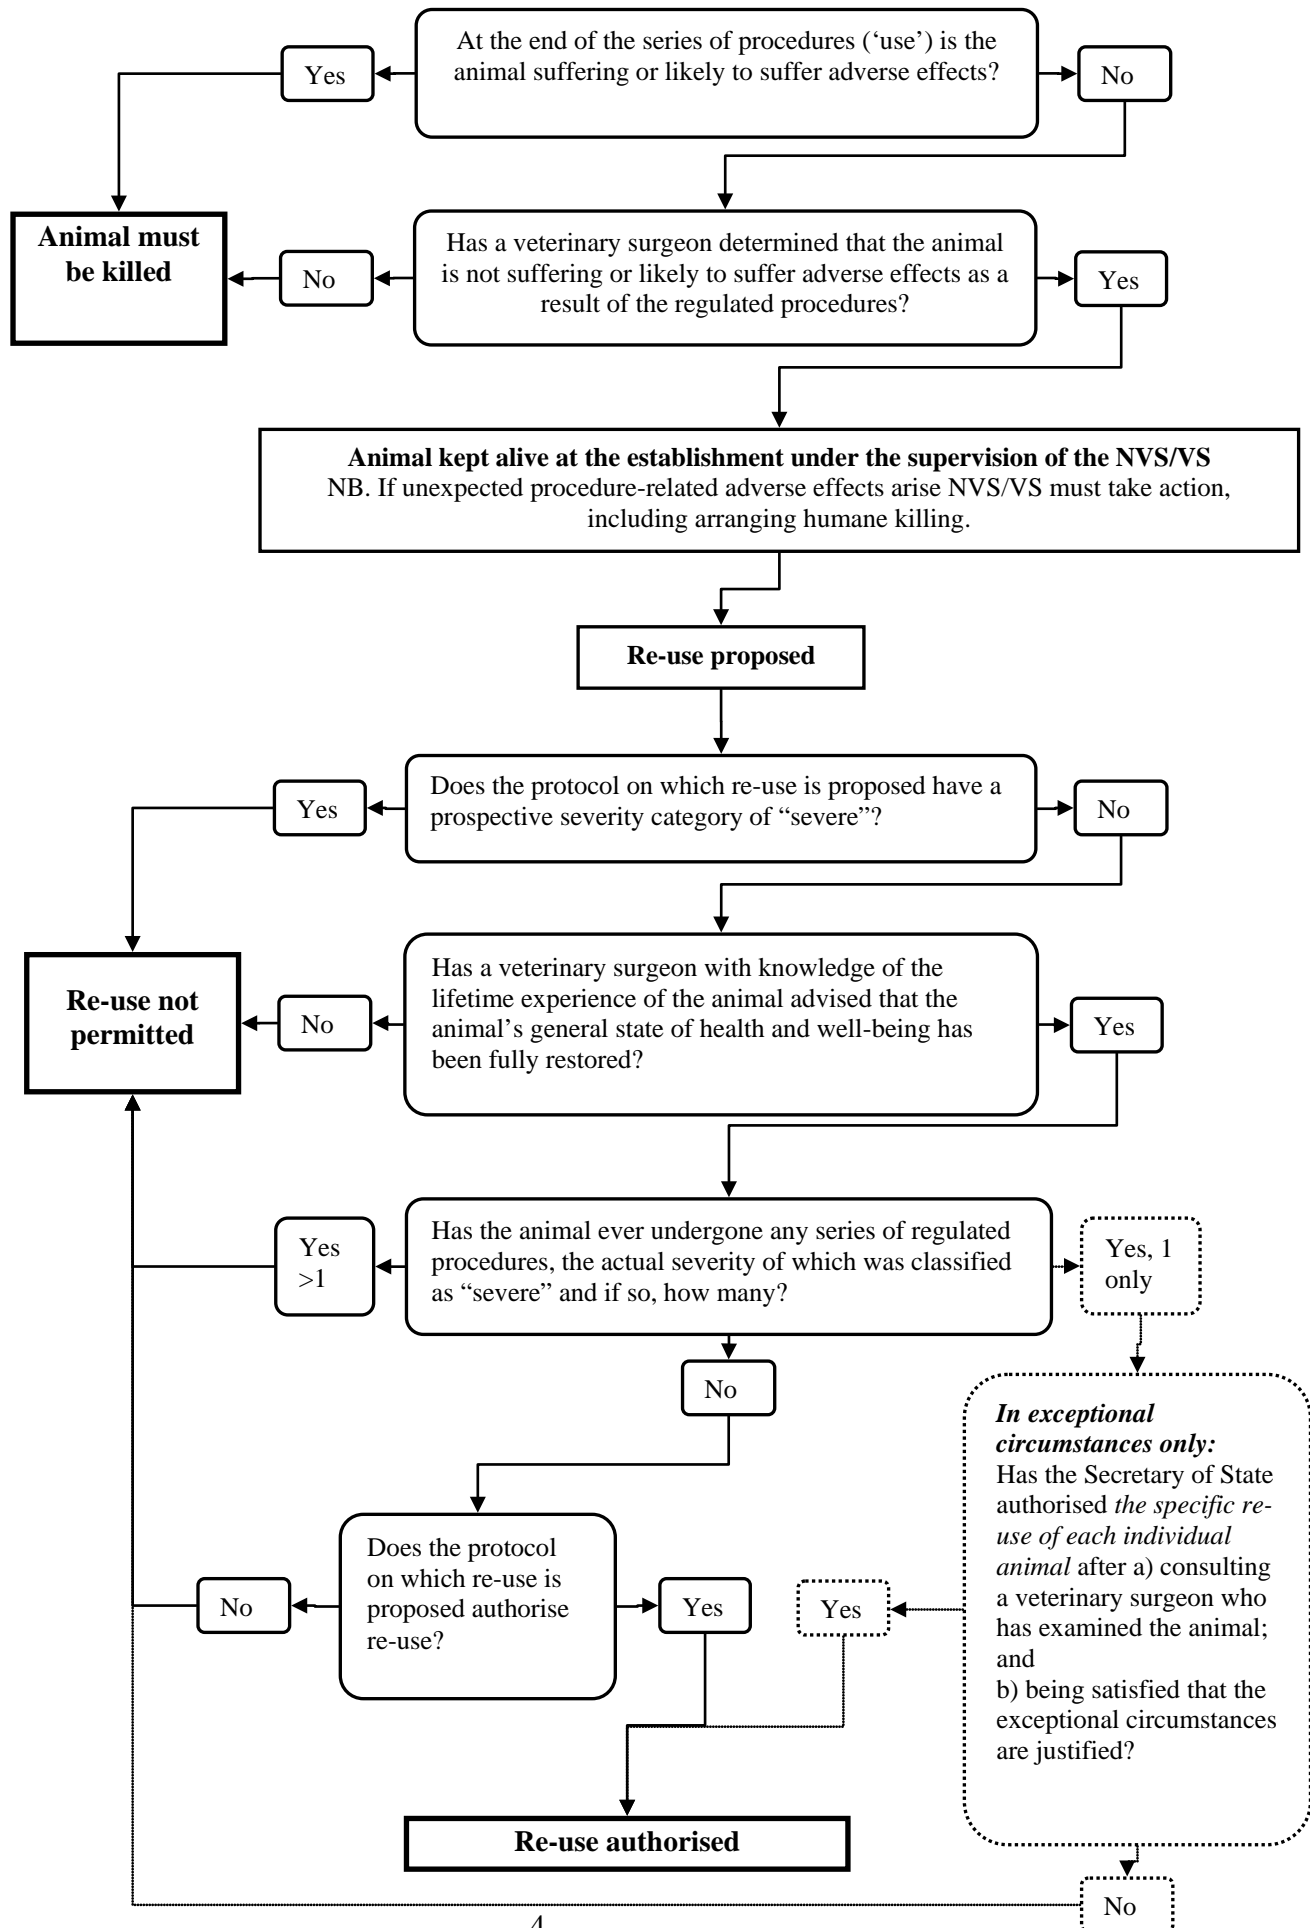 At the end of the series of procedures (‘use’) is the
animal suffering or likely to suffer adverse effects?
Yes
No
Animal must
be killed
Has a veterinary surgeon determined that the animal
is not suffering or likely to suffer adverse effects as a
result of the regulated procedures?
No
Yes
Animal kept alive at the establishment under the supervision of the NVS/VS
NB. If unexpected procedure-related adverse effects arise NVS/VS must take action,
including arranging humane killing.
Re-use proposed
Does the protocol on which re-use is proposed have a
prospective severity category of “severe”?
Yes
No
Re-use not
permitted
Has a veterinary surgeon with knowledge of the
lifetime experience of the animal advised that the
animal’s general state of health and well-being has
been fully restored?
No
Yes
Yes
>1
Has the animal ever undergone any series of regulated
procedures, the actual severity of which was classified
as “severe” and if so, how many?
Yes, 1
only
No
In exceptional
circumstances only:
Has the Secretary of State
authorised the specific re-
use of each individual
animal after a) consulting
a veterinary surgeon who
has examined the animal;
and
b) being satisfied that the
exceptional circumstances
are justified?
Does the protocol
on which re-use is
proposed authorise
re-use?
No
Yes
Yes
Re-use authorised
No
4